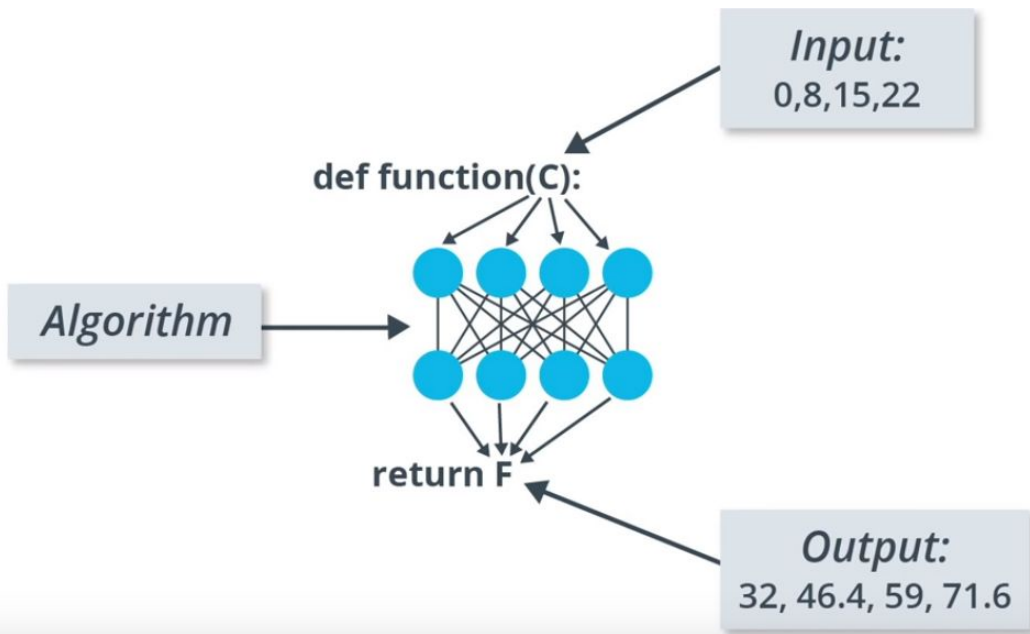 Input:
0,8,15,22
def function(C):
Algorithm
return F
Output:
32, 46.4, 59, 71.6